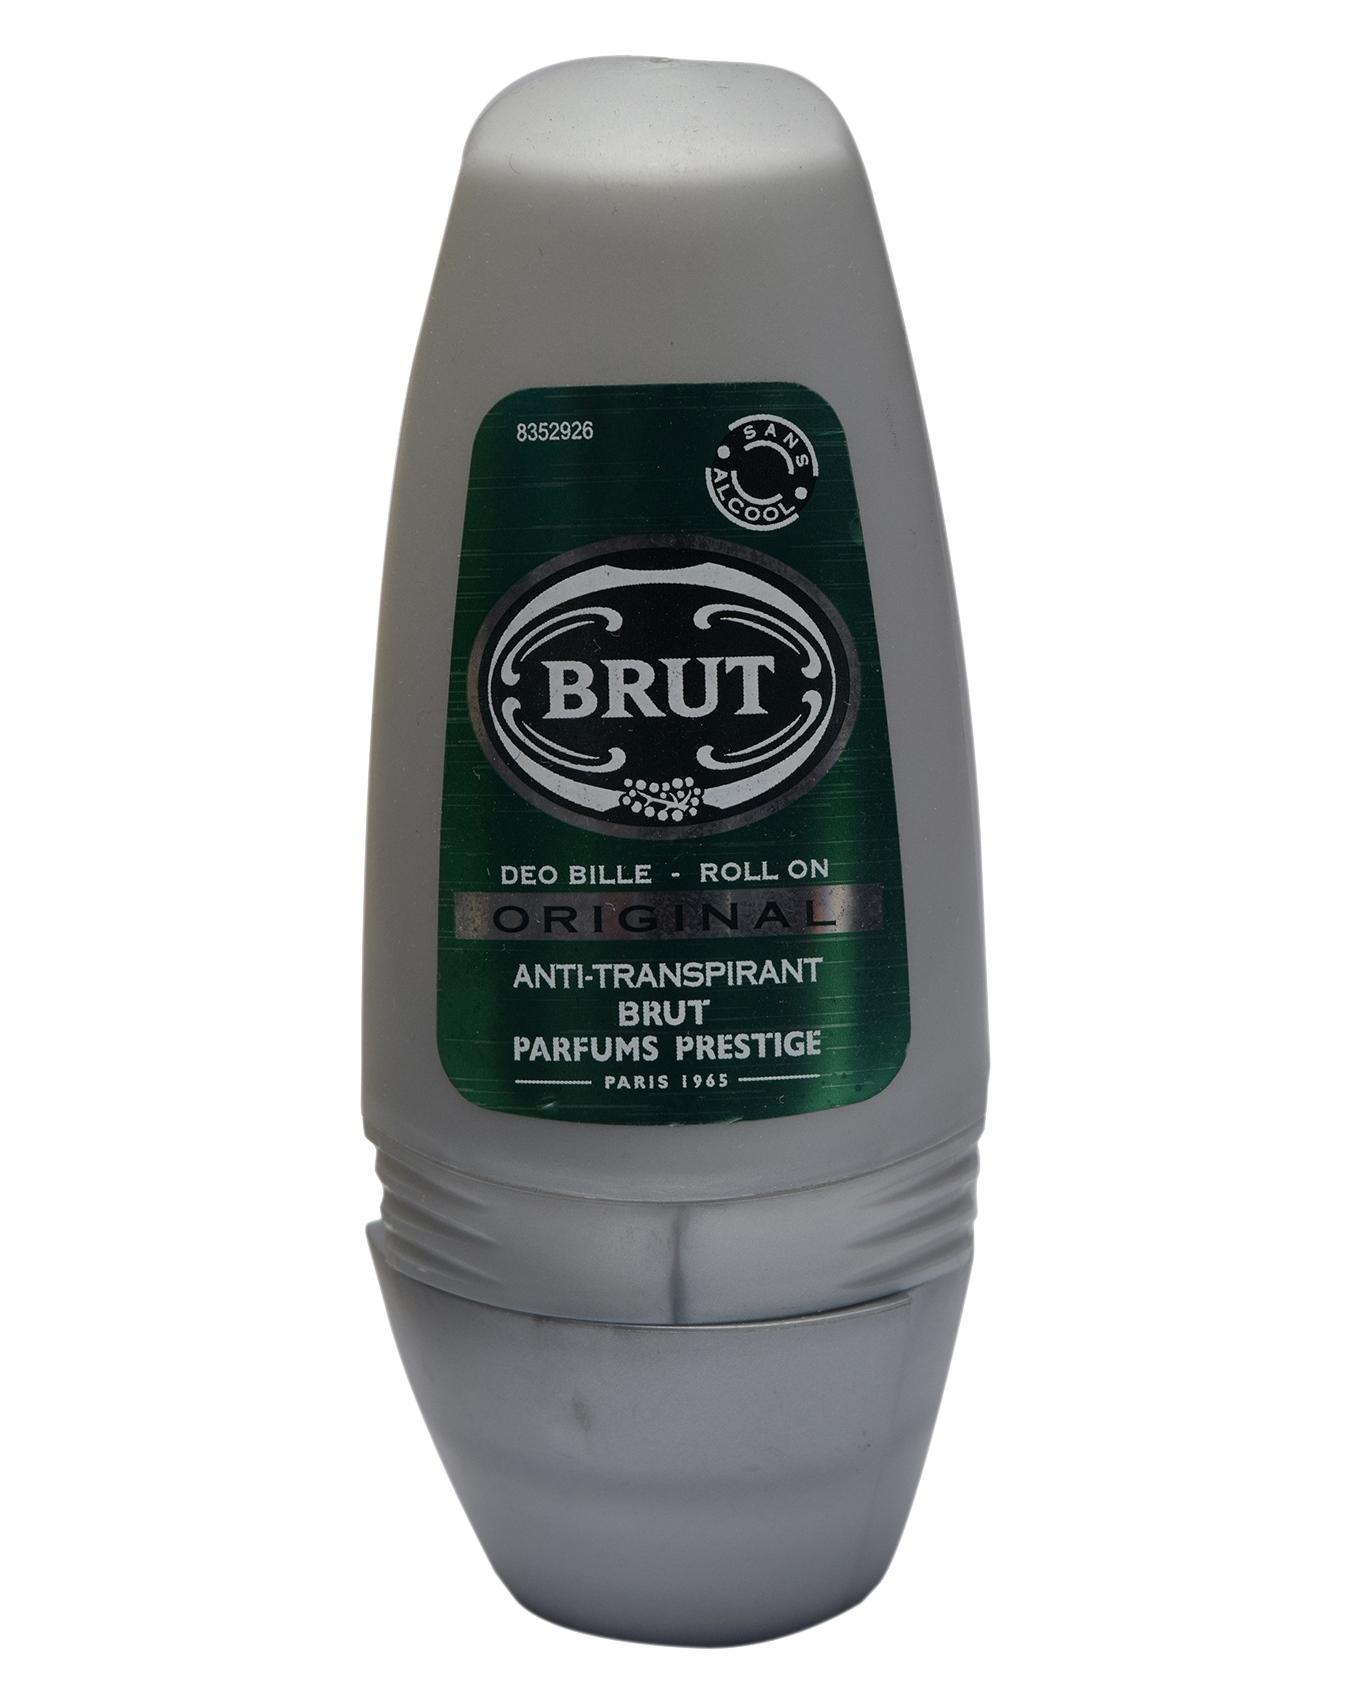 8352926
SANS
ALCOOL
BRUT
DEO BILLE - ROLL ON
ORIGINAL
ANTI-TRANSPIRANT
BRUT
PARFUMS PRESTIGE
PARIS 1965